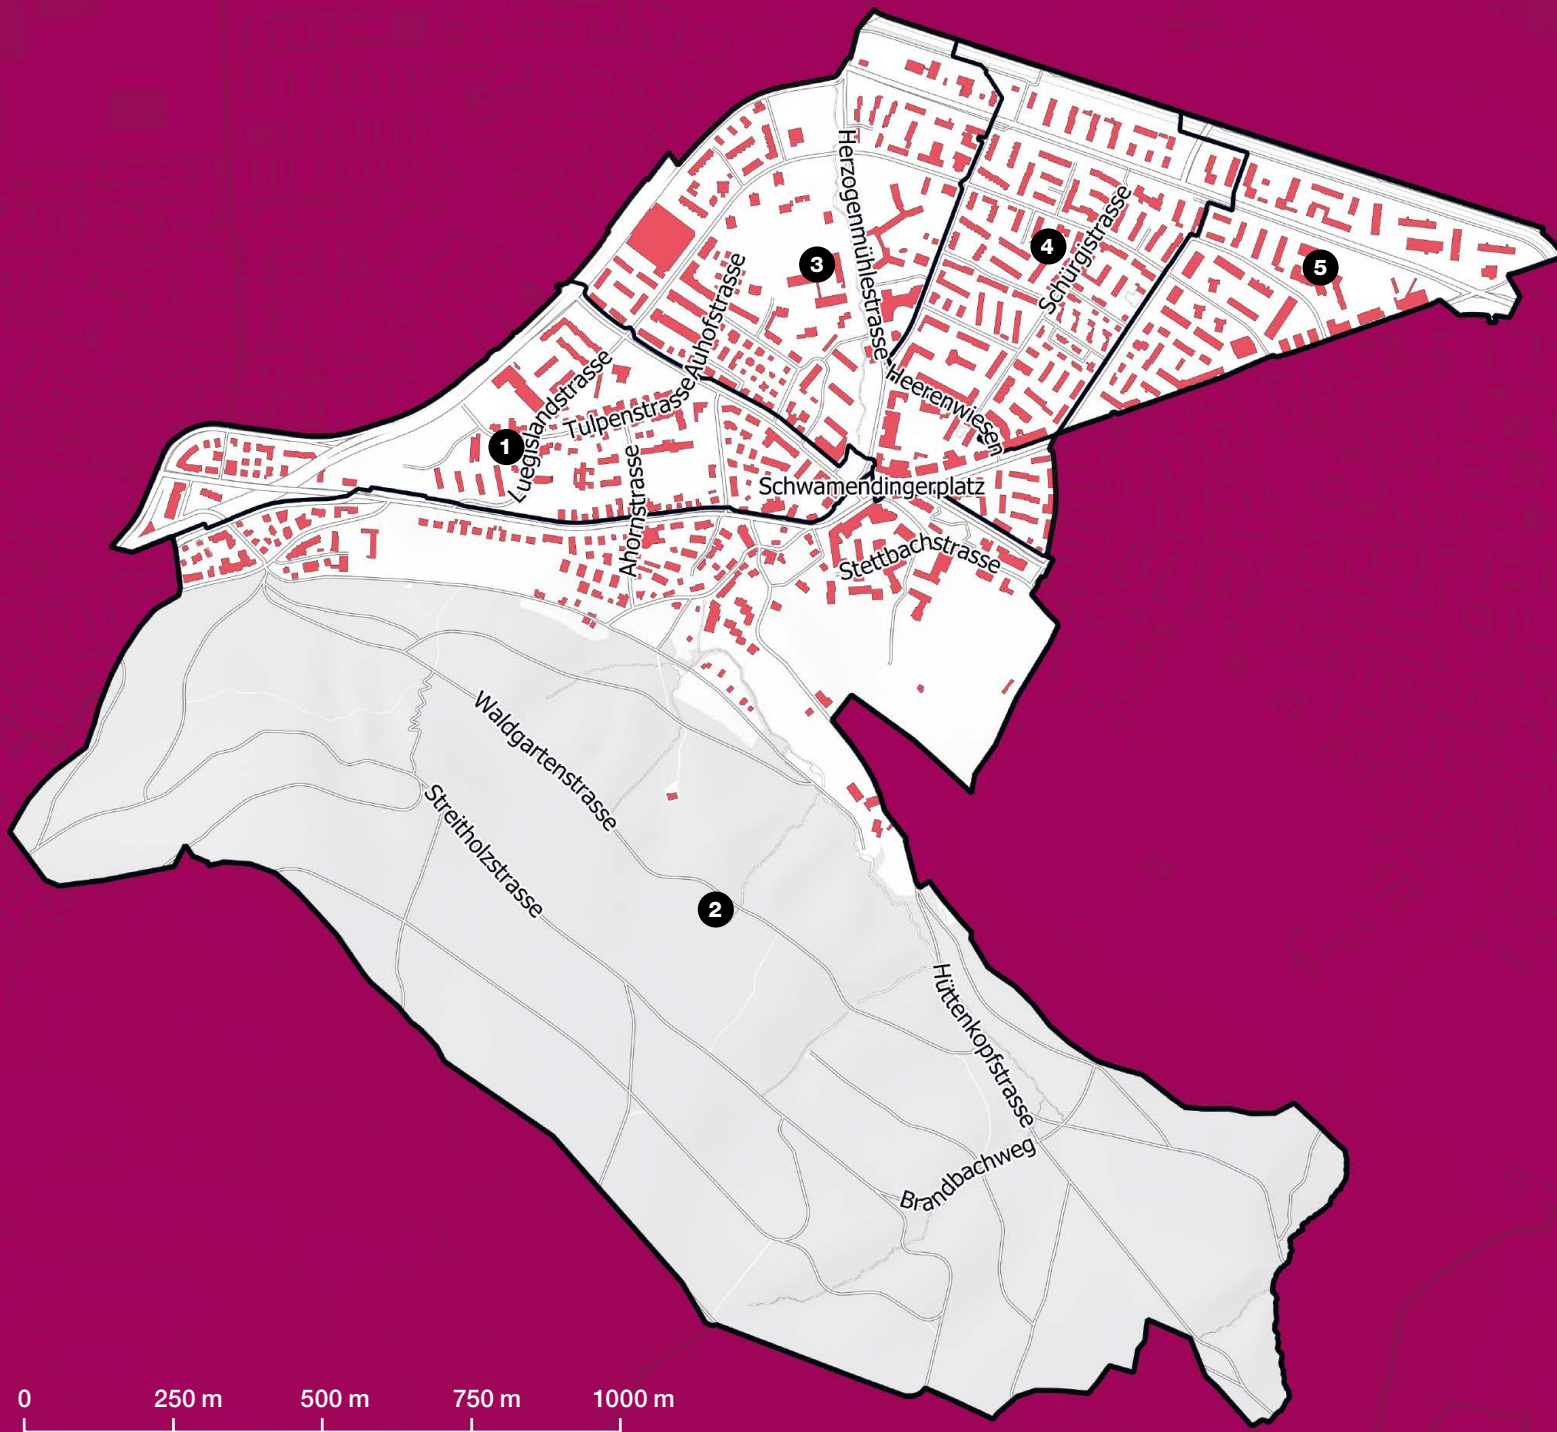 Herzogenmühlestrasse
Schürgistrasse
4
3
5
Auhofstrasse
Luegislandstrasse
Tulpenstrasse
Heerenwiesen
1
Ahornstrasse
Schwamendingerplatz
Stettbachstrasse
Waldgartenstrasse
Streitholzstrasse
2
Hüttenkopfstrasse
Brandbachweg
0 250 m 500 m 750 m 1000 m